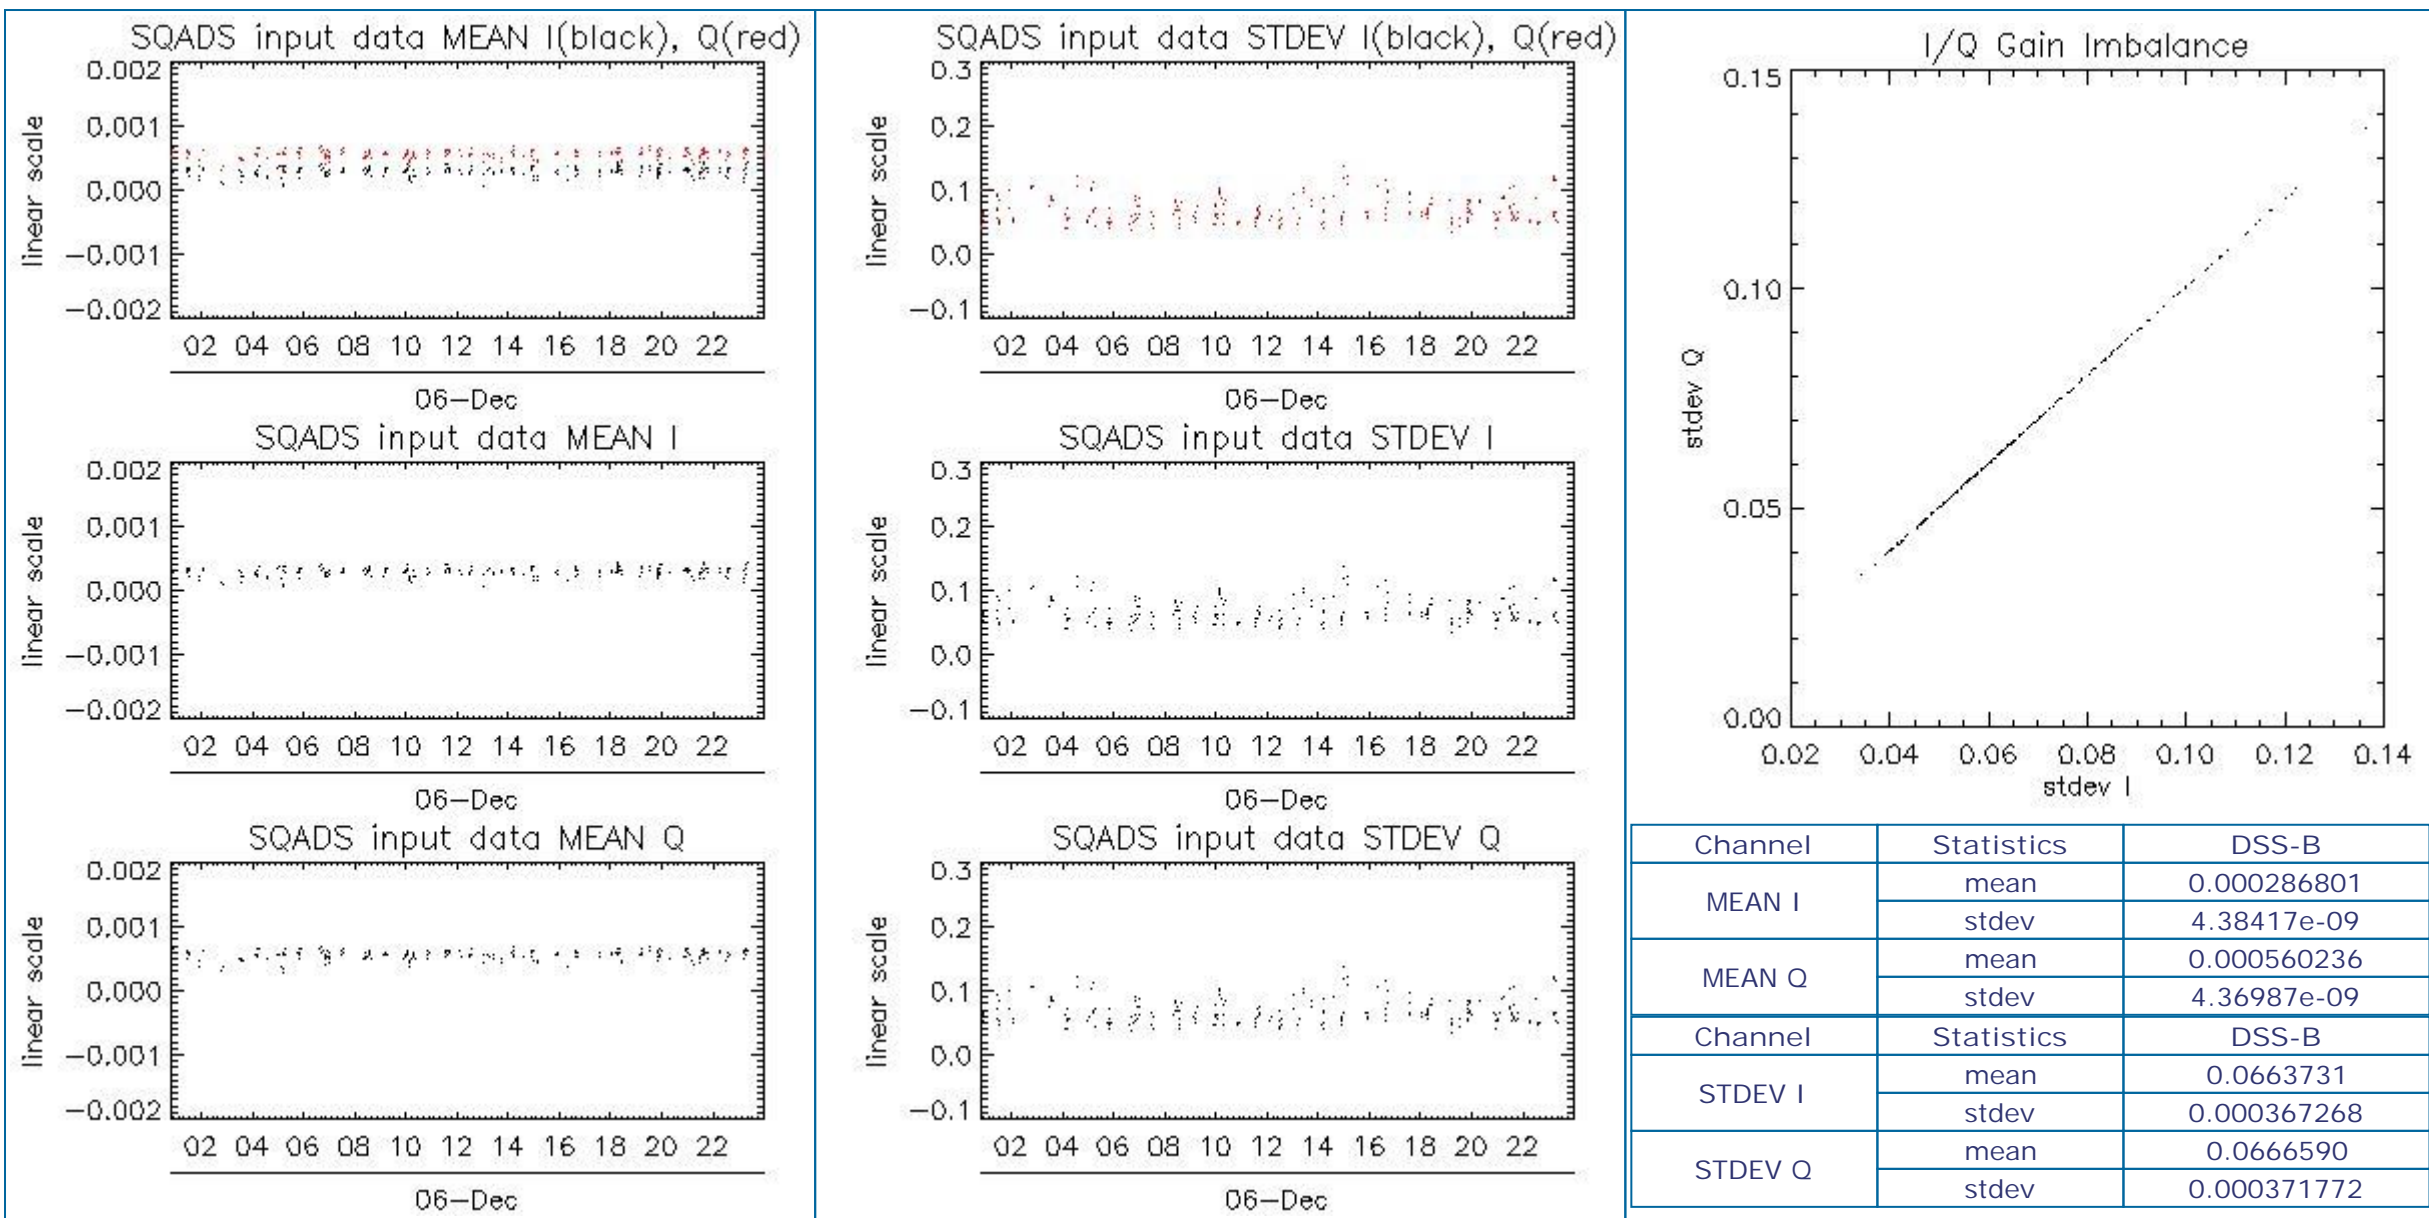 SQADS input data MEAN I(black), Q(red)
linear scale
0.002
0.001
0.000
−0.001
−0.002
02 04 06 08 10 12 14 16 18 20 22
06−Dec
SQADS input data MEAN I
linear scale
0.002
0.001
0.000
−0.001
−0.002
02 04 06 08 10 12 14 16 18 20 22
06−Dec
SQADS input data MEAN Q
linear scale
0.002
0.001
0.000
−0.001
−0.002
02 04 06 08 10 12 14 16 18 20 22
06−Dec
SQADS input data STDEV I(black), Q(red)
linear scale
0.3
0.2
0.1
0.0
−0.1
02 04 06 08 10 12 14 16 18 20 22
06−Dec
SQADS input data STDEV I
linear scale
0.3
0.2
0.1
0.0
−0.1
02 04 06 08 10 12 14 16 18 20 22
06−Dec
SQADS input data STDEV Q
linear scale
0.3
0.2
0.1
0.0
−0.1
02 04 06 08 10 12 14 16 18 20 22
06−Dec
I/Q Gain Imbalance
stdev Q
0.15
0.10
0.05
0.00
0.02 0.04 0.06 0.08 0.10 0.12 0.14
stdev I
Channel Statistics DSS-B
MEAN I mean 0.000286801
stdev 4.38417e-09
MEAN Q mean 0.000560236
stdev 4.36987e-09
Channel Statistics DSS-B
STDEV I mean 0.0663731
stdev 0.000367268
STDEV Q mean 0.0666590
stdev 0.000371772